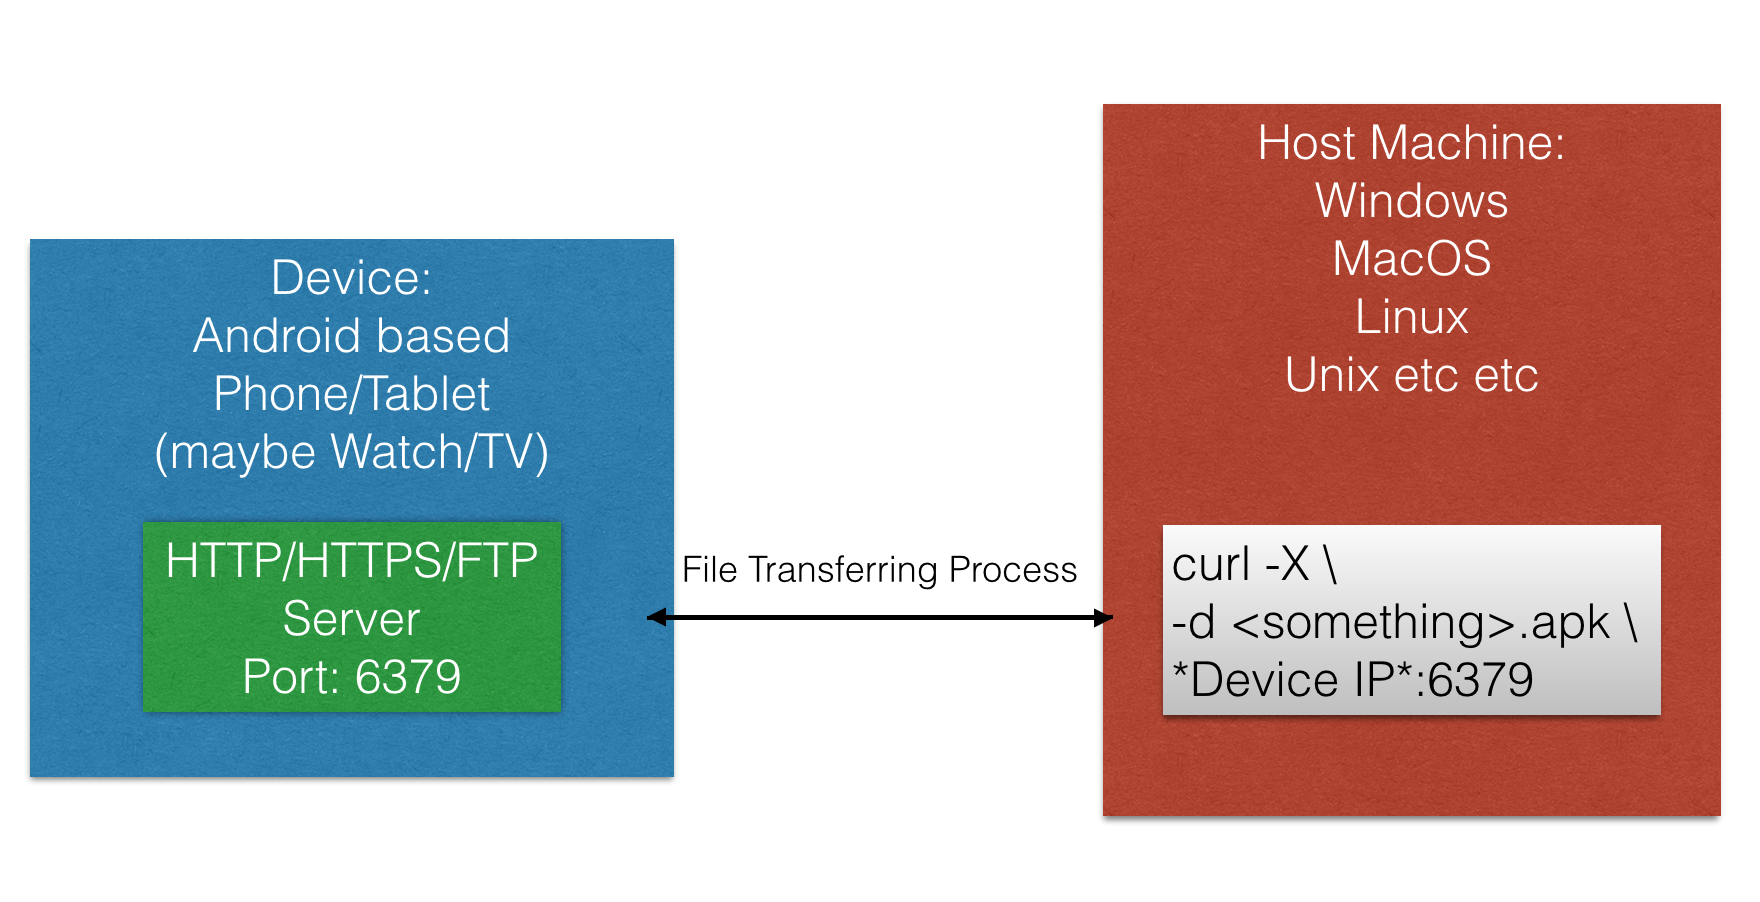 Device:
Android based
Phone/Tablet
(maybe Watch/TV)
HTTP/HTTPS/FTP
Server
Port: 6379
File Transferring Process
Host Machine:
Windows
MacOS
Linux
Unix etc etc
curl -X \
-d <something>.apk \
*Device IP*:6379